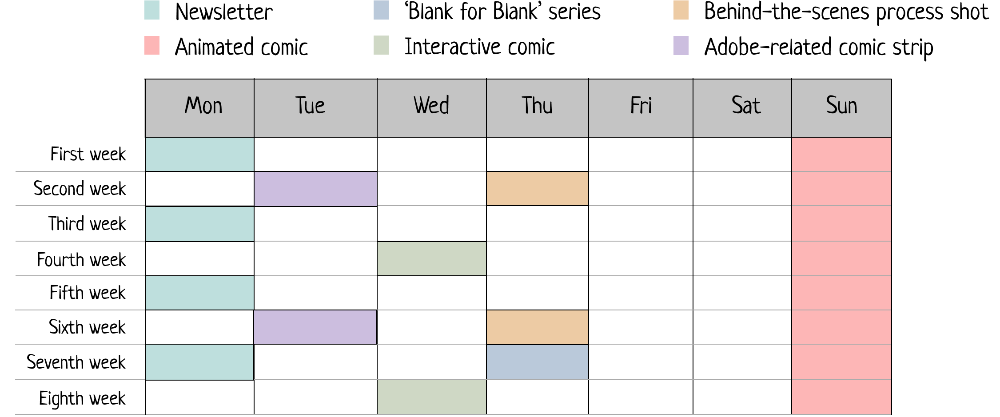 Newsletter ‘Blank for Blank’ series Behind-the-scenes process shot
Animated comic Interactive comic Adobe-related comic strip
Mon Tue Wed Thu Fri Sat Sun
First week
Second week
Third week
Fourth week
Fifth week
Sixth week
Seventh week
Eighth week